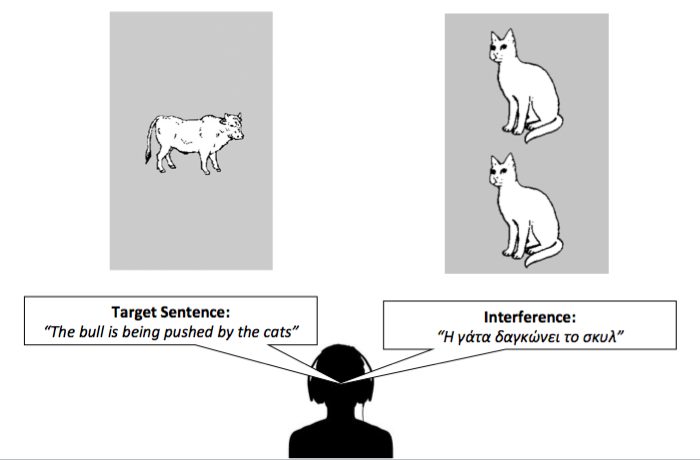 Target Sentence:
“The bull is being pushed by the cats”
Interference:
“Η γάτα δαγκώνει το σκυλ”